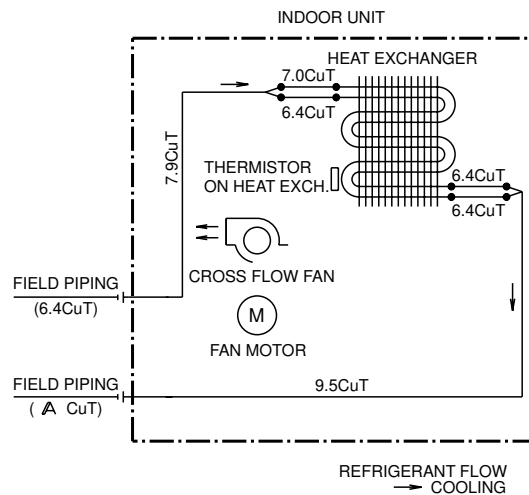 INDOOR UNIT
HEAT EXCHANGER
7.0CuT
6.4CuT
7.9CuT
THERMISTOR
ON HEAT EXCH.
6.4CuT
6.4CuT
CROSS FLOW FAN
FIELD PIPING
(6.4CuT)
M
FAN MOTOR
FIELD PIPING
( A CuT)
9.5CuT
REFRIGERANT FLOW
COOLING